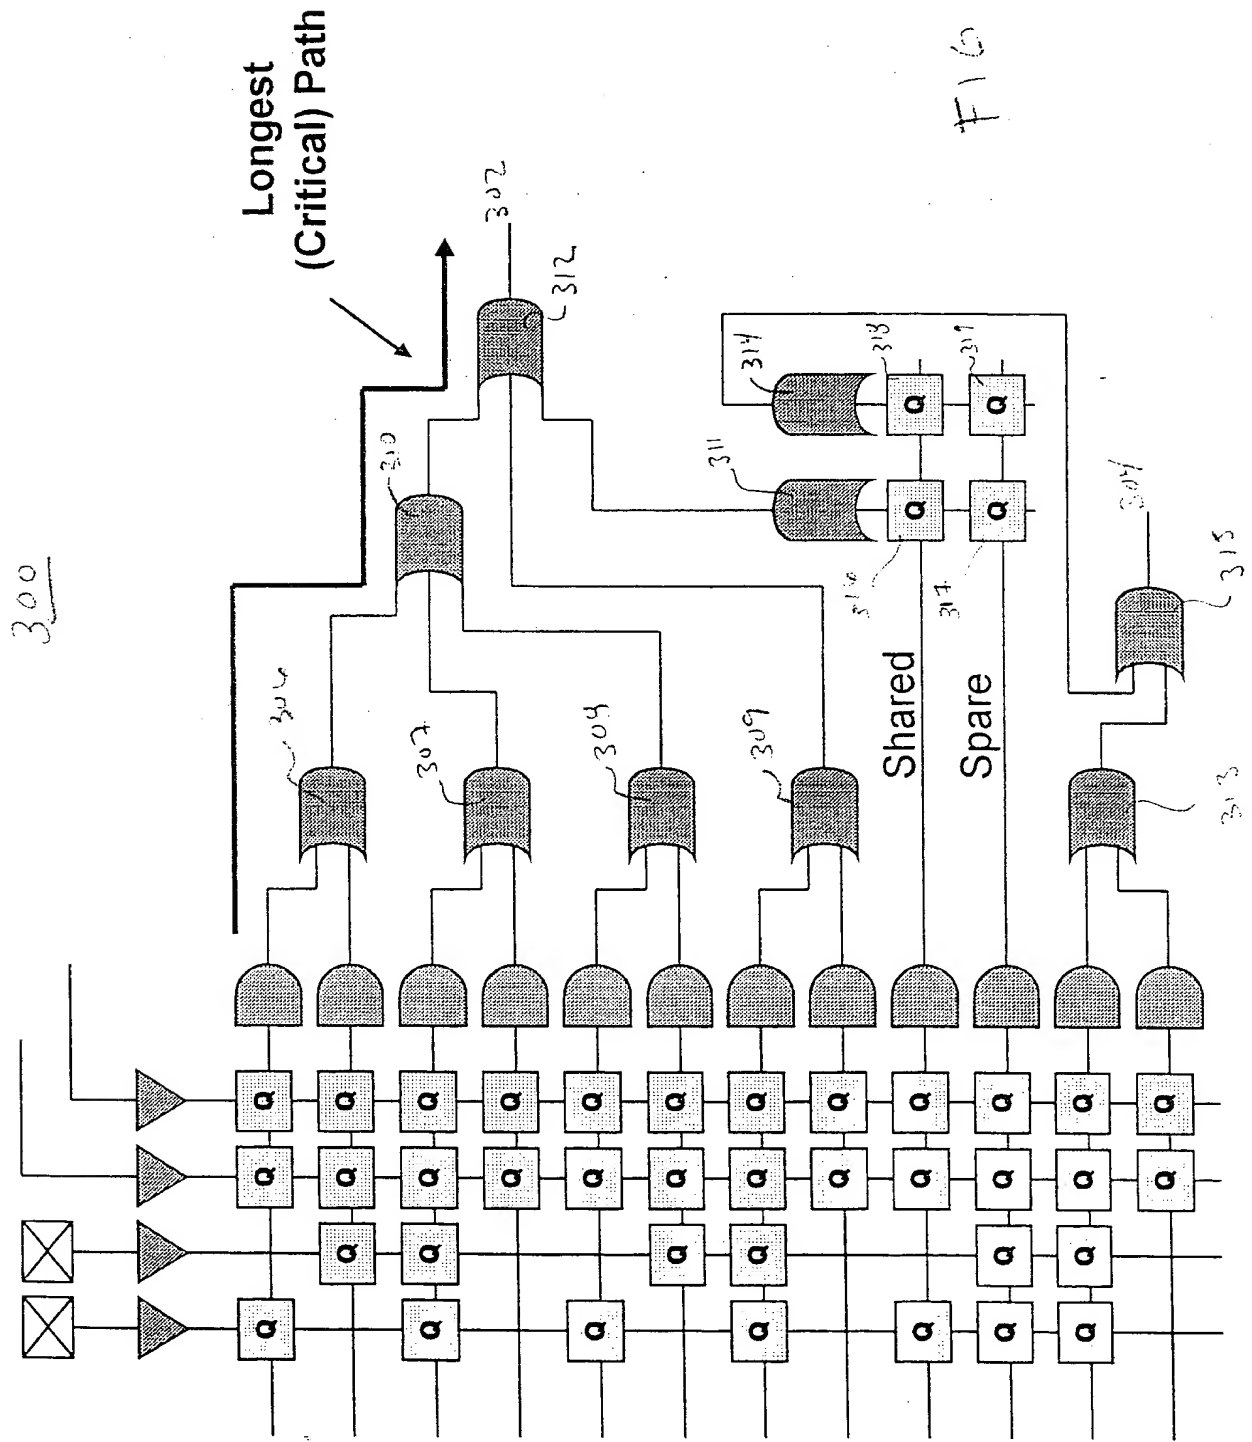 300
Longest
(Critical) Path
302
312
310
314
318
319
311
316
317
Q
Q
Q
Q
306
307
308
309
Shared
Spare
304
315
313
FIG
Q Q Q Q Q Q Q Q Q Q Q Q
Q Q Q Q Q Q Q Q Q Q Q Q
Q Q Q Q Q Q
Q Q Q Q Q Q Q